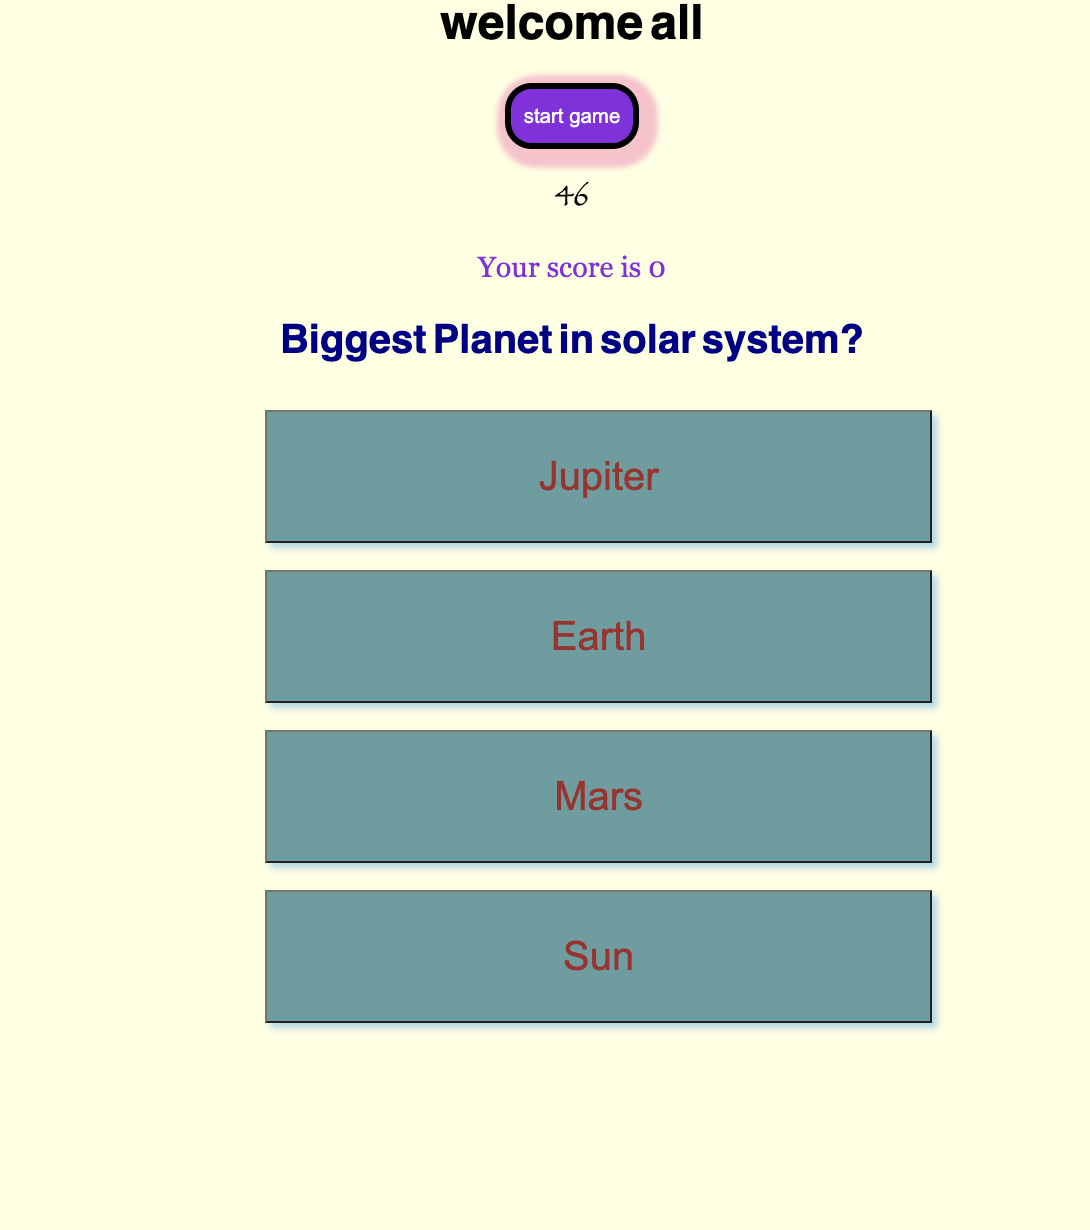 welcome all
start game
46
Your score is 0
Biggest Planet in solar system?
Jupiter
Earth
Mars
Sun